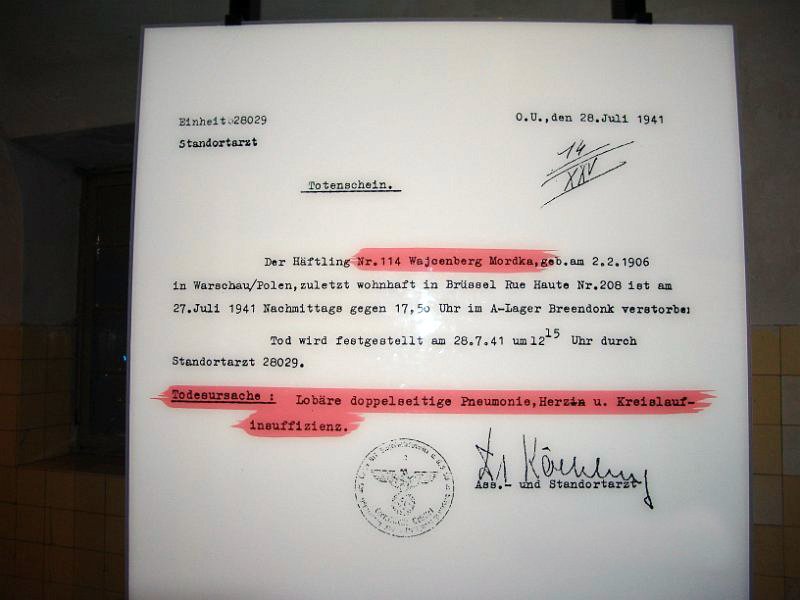 Einheit 28029
O.U., den 28.Juli 1941
Standortarzt
14
XXV
Totenschein.
Der Häftling Nr.114 Wajcenberg Mordka, geb.am 2.2.1906
in Warschau/Polen, zuletzt wohnhaft in Brüssel Rue Haute Nr.208 ist am
27.Juli 1941 Nachmittags gegen 17,50 Uhr im A-Lager Breendonk verstorbe
Tod wird festgestellt am 28.7.41 um 12 15 Uhr durch
Standortarzt 28029.
Todesursache : Lobäre doppelseitige Pneumonie, Herz u. Kreislauf-
insuffizienz.
Ass.- und Standortarzt